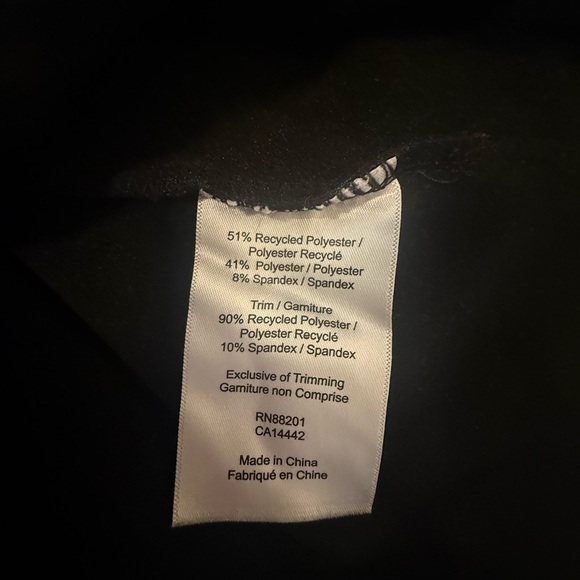 51% Recycled Polyester /
Polyester Recyclé
41% Polyester / Polyester
8% Spandex / Spandex
Trim / Garniture
90% Recycled Polyester /
Polyester Recyclé
10% Spandex / Spandex
Exclusive of Trimming
Garniture non Comprise
RN88201
CA14442
Made in China
Fabriqué en Chine